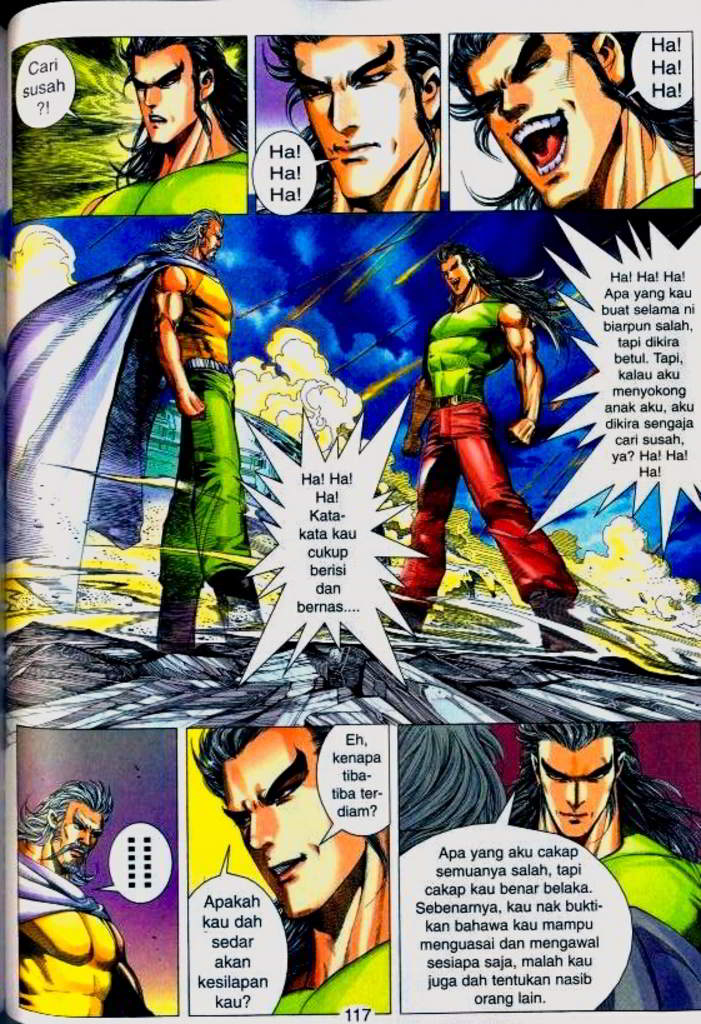 Cari
susah
?!
Ha!
Ha!
Ha!
Ha!
Ha!
Ha!
Ha! Ha! Ha!
Apa yang kau
buat selama ni
biarpun salah,
tapi dikira
betul. Tapi,
kalau aku
menyokong
anak aku, aku
dikira sengaja
cari susah,
ya? Ha! Ha!
Ha!
Ha! Ha!
Ha!
Kata-
kata kau
cukup
berisi
dan
bernas....
Eh,
kenapa
tiba-
tiba ter-
diam?
Apakah
kau dah
sedar
akan
kesilapan
kau?
Apa yang aku cakap
semuanya salah, tapi
cakap kau benar belaka.
Sebenarnya, kau nak bukti-
kan bahawa kau mampu
menguasai dan mengawal
sesiapa saja, malah kau
juga dah tentukan nasib
orang lain.
117